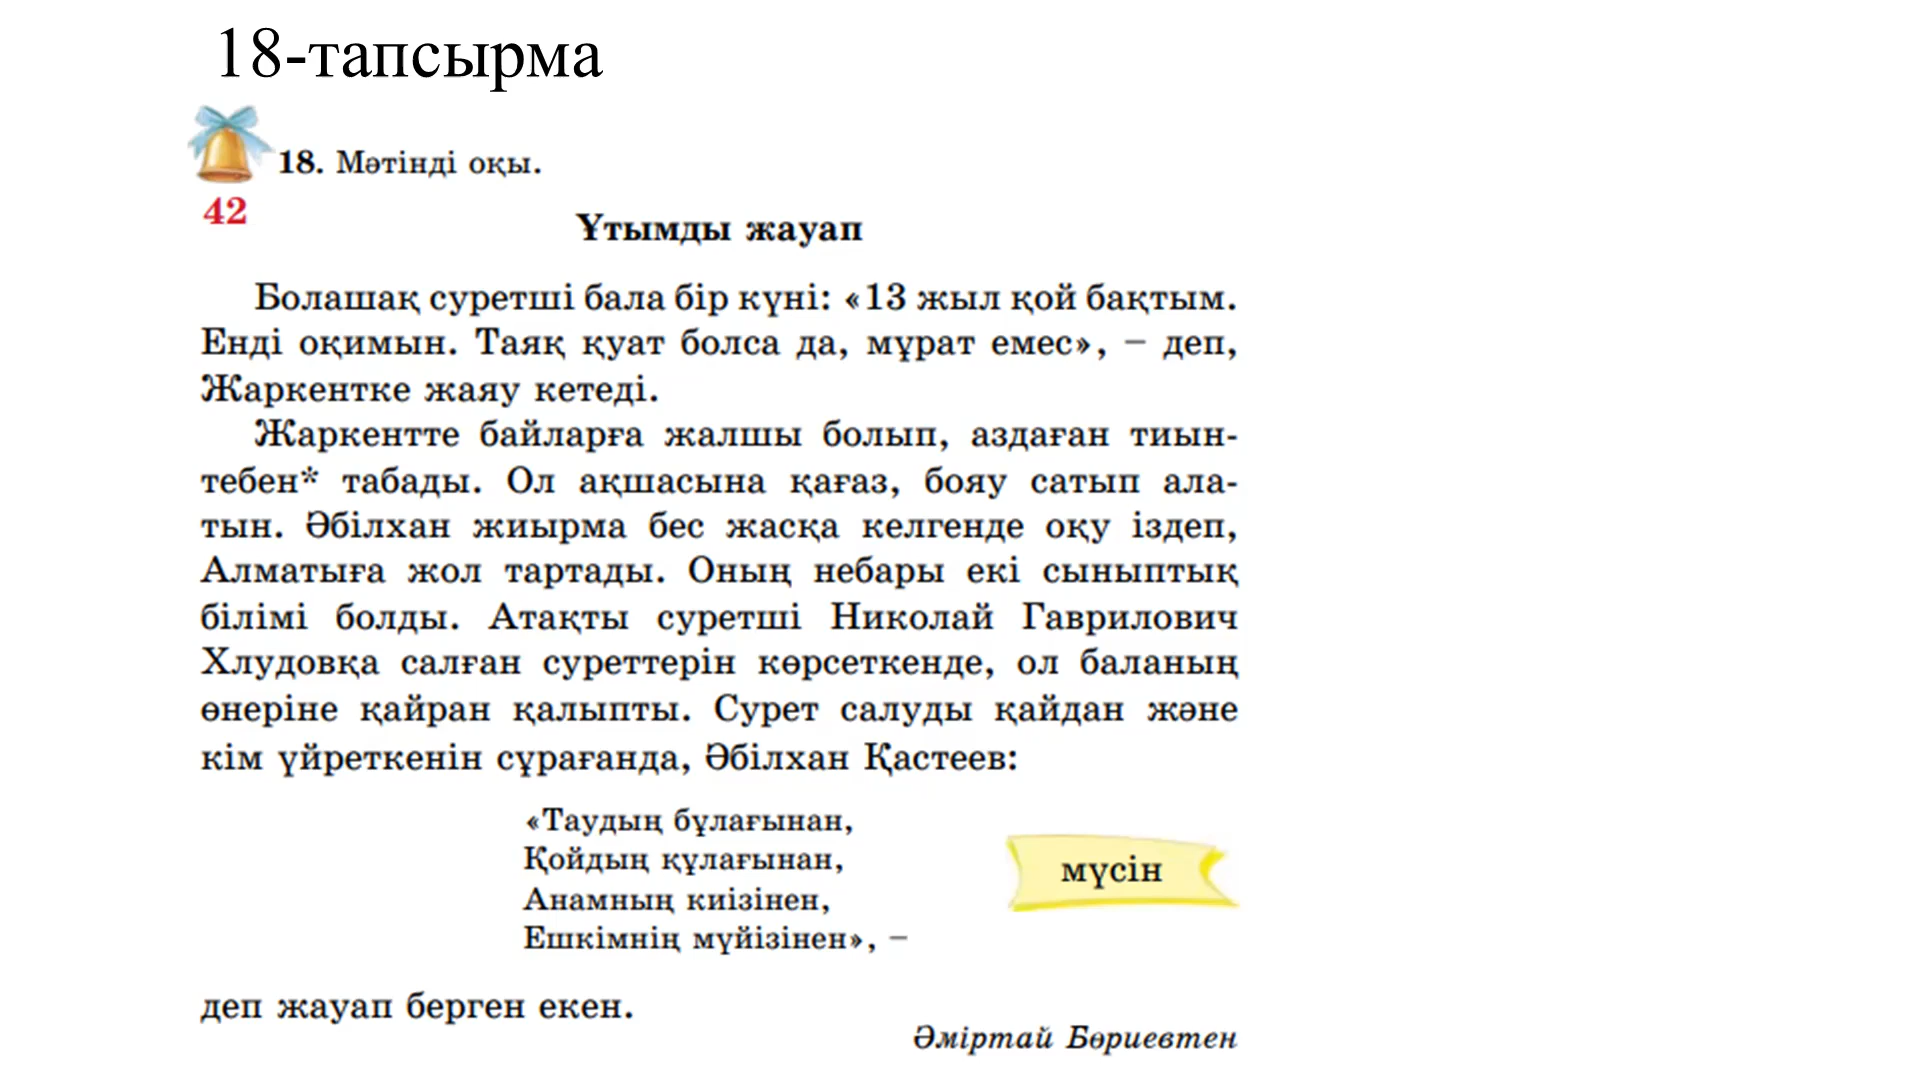 18-тапсырма
18. Мәтінді оқы.
42
Ұтымды жауап
Болашақ суретші бала бір күні: «13 жыл қой бақтым.
Енді оқимын. Таяқ қуат болса да, мұрат емес», – деп,
Жаркентке жаяу кетеді.
Жаркентте байларға жалшы болып, аздаған тиын-
тебен* табады. Ол ақшасына қағаз, бояу сатып ала-
тын. Әбілхан жиырма бес жасқа келгенде оқу іздеп,
Алматыға жол тартады. Оның небары екі сыныптық
білімі болды. Атақты суретші Николай Гаврилович
Хлудовқа салған суреттерін көрсеткенде, ол баланың
өнеріне қайран қалыпты. Сурет салуды қайдан және
кім үйреткенін сұрағанда, Әбілхан Қастеев:
«Таудың бұлағынан,
Қойдың құлағынан,
Анамның киізінен,
Ешкімнің мүйізінен», –
мүсін
деп жауап берген екен.
Әміртай Бөриевтен